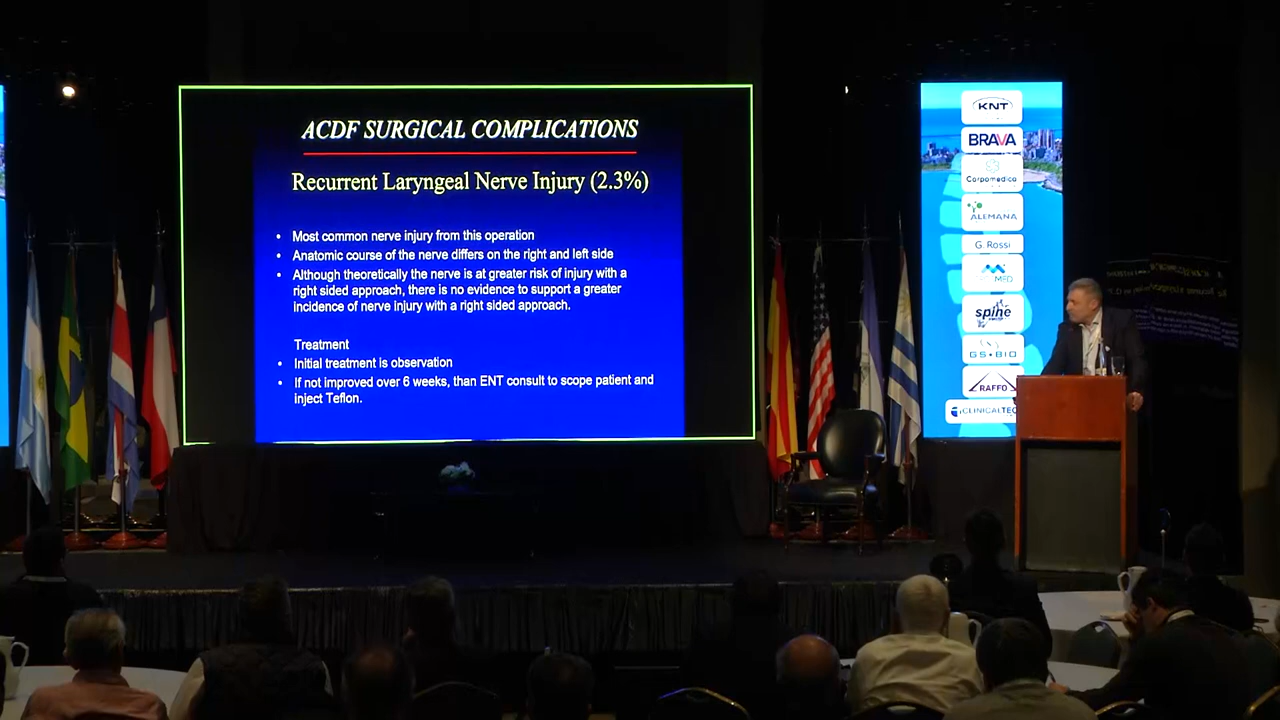 ACDF SURGICAL COMPLICATIONS
Recurrent Laryngeal Nerve Injury (2.3%)
• Most common nerve injury from this operation
• Anatomic course of the nerve differs on the right and left side
• Although theoretically the nerve is at greater risk of injury with a
right sided approach, there is no evidence to support a greater
incidence of nerve injury with a right sided approach.
Treatment
• Initial treatment is observation
• If not improved over 6 weeks, than ENT consult to scope patient and
inject Teflon.
KNT
BRAVA
Corpomedica
ALEMANA
G. Rossi
MED
spine
GS•BIO
RAFFO
CLINICALTEC